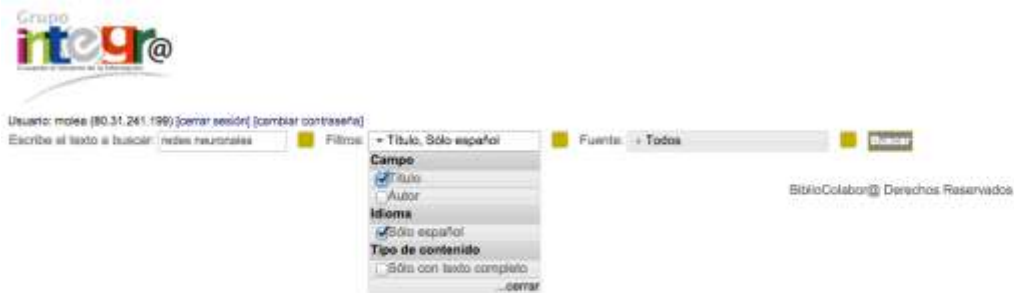 Grupo
integr@
Usuario: molea (80.31.241.199) [cerrar sesión] [cambiar contraseña]
Escribe el texto a buscar: redes neuronales Filtros: Título, Sólo español Fuente: Todos
Campo
Título
Autor
BiblioColabor@ Derechos Reservados
Idioma
Sólo español
Tipo de contenido
Sólo con texto completo
...cerrar